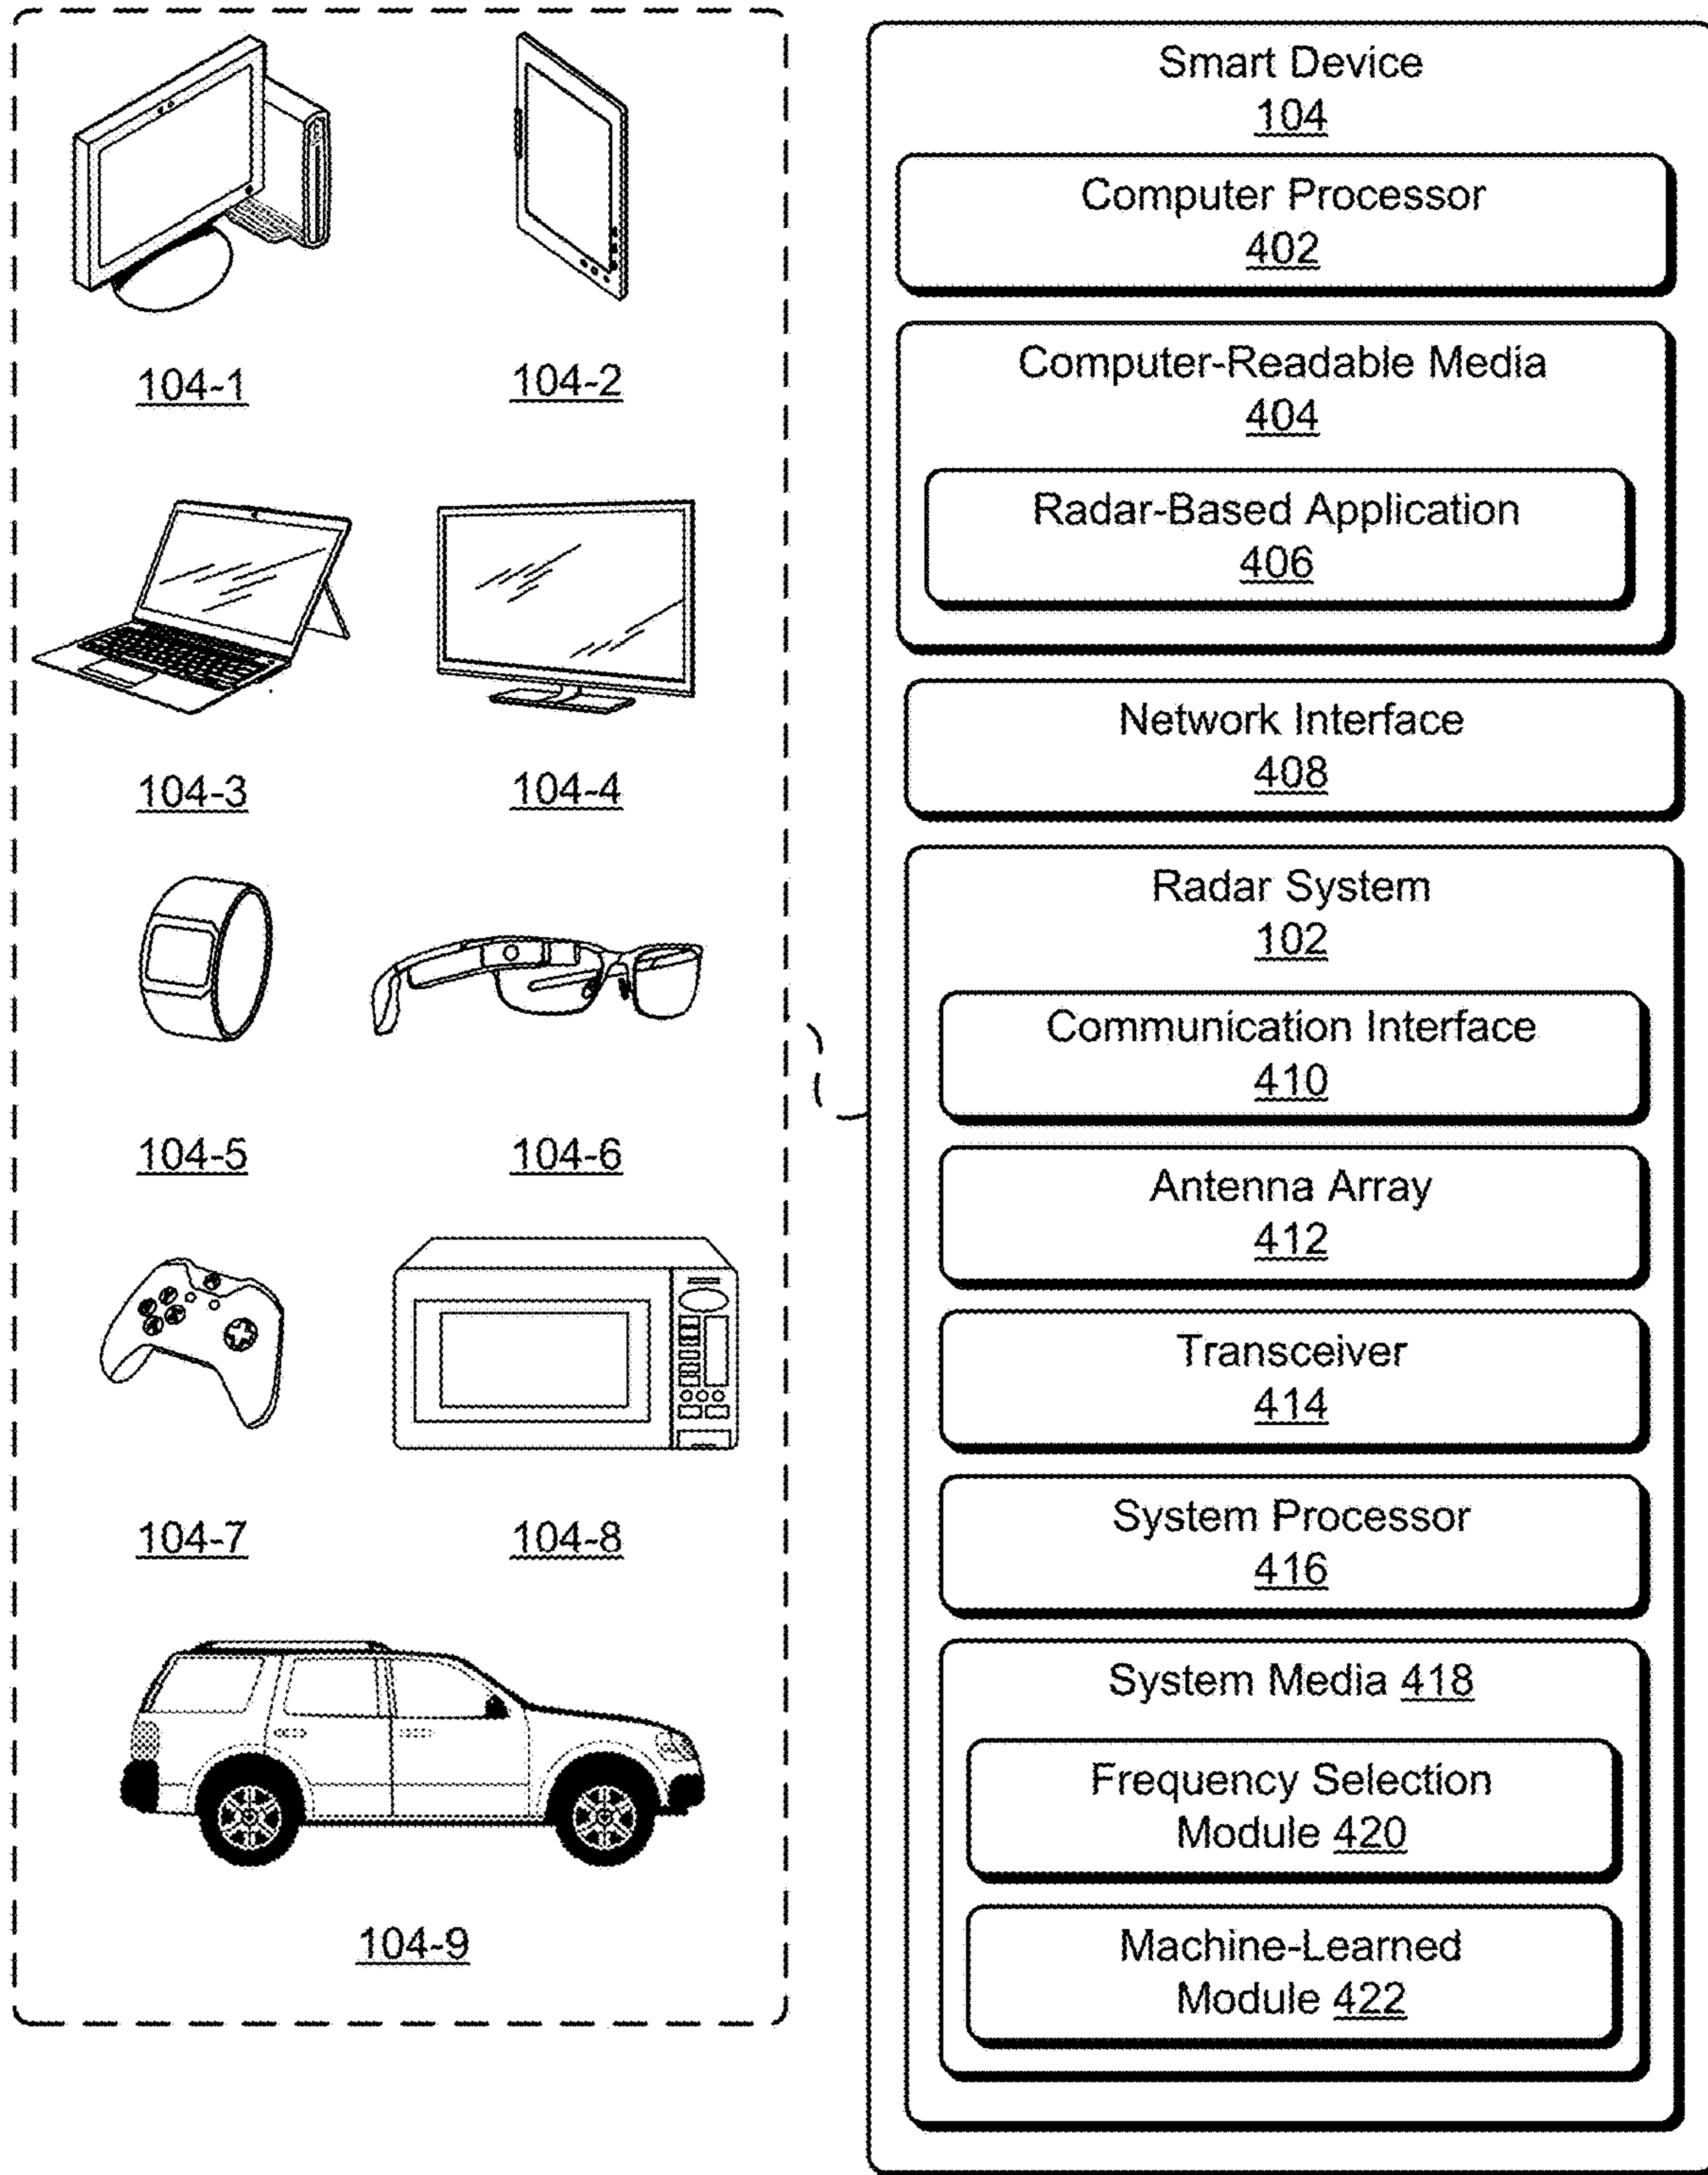 104-1
104-2
104-3
104-4
104-5
104-6
104-7
104-8
104-9
Smart Device
104
Computer Processor
402
Computer-Readable Media
404
Radar-Based Application
406
Network Interface
408
Radar System
102
Communication Interface
410
Antenna Array
412
Transceiver
414
System Processor
416
System Media 418
Frequency Selection
Module 420
Machine-Learned
Module 422